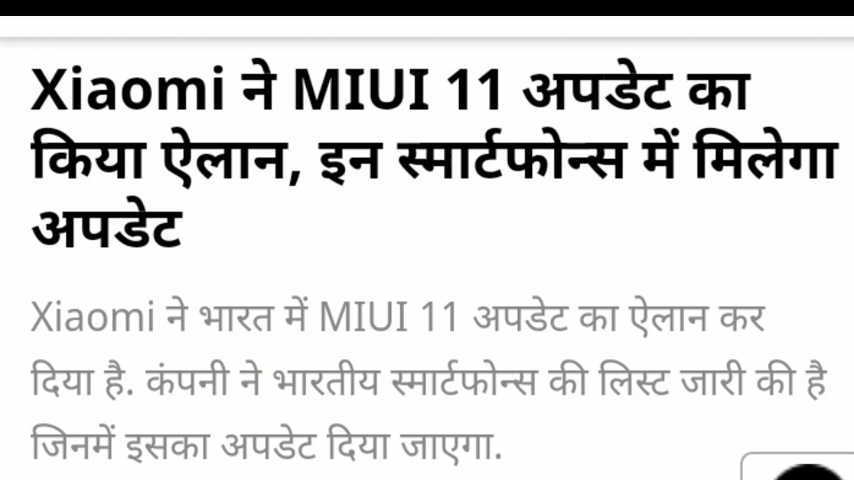 Xiaomi ने MIUI 11 अपडेट का
किया ऐलान, इन स्मार्टफोन्स में मिलेगा
अपडेट
Xiaomi ने भारत में MIUI 11 अपडेट का ऐलान कर
दिया है. कंपनी ने भारतीय स्मार्टफोन्स की लिस्ट जारी की है
जिनमें इसका अपडेट दिया जाएगा.